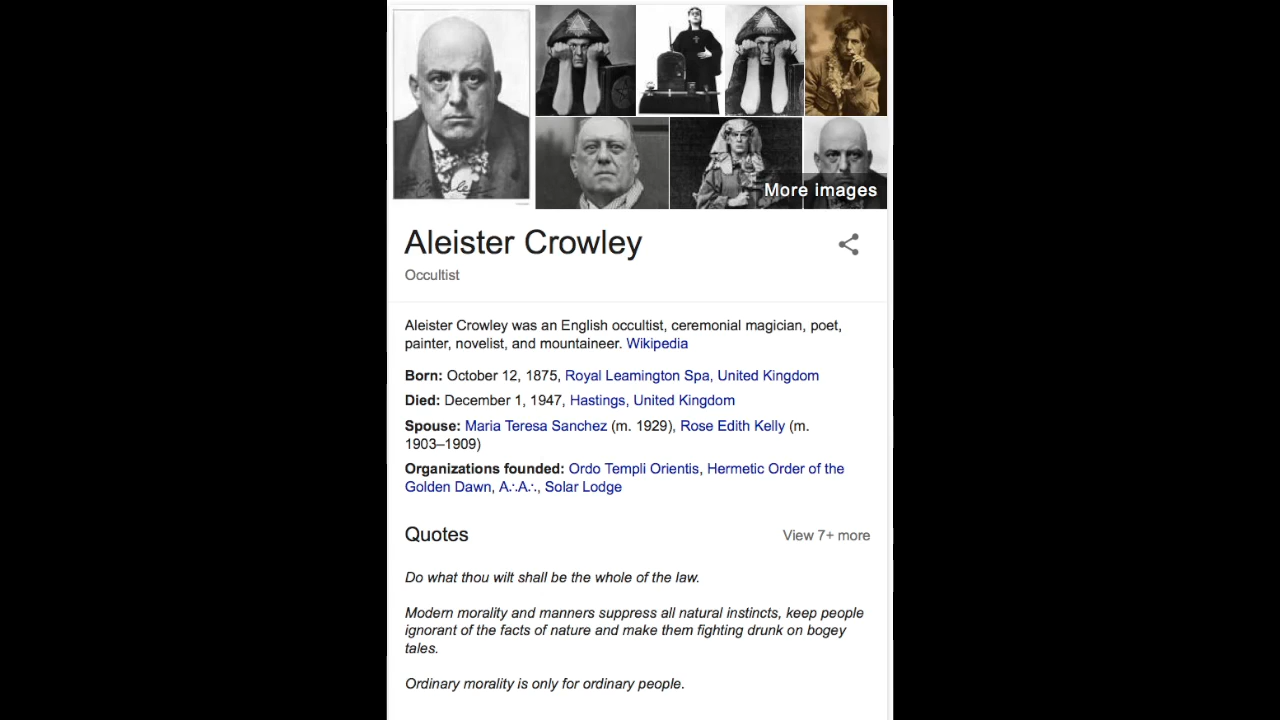 More images
Aleister Crowley
Occultist
Aleister Crowley was an English occultist, ceremonial magician, poet,
painter, novelist, and mountaineer. Wikipedia
Born: October 12, 1875, Royal Leamington Spa, United Kingdom
Died: December 1, 1947, Hastings, United Kingdom
Spouse: Maria Teresa Sanchez (m. 1929), Rose Edith Kelly (m.
1903–1909)
Organizations founded: Ordo Templi Orientis, Hermetic Order of the
Golden Dawn, A∴A∴, Solar Lodge
Quotes
View 7+ more
Do what thou wilt shall be the whole of the law.
Modern morality and manners suppress all natural instincts, keep people
ignorant of the facts of nature and make them fighting drunk on bogey
tales.
Ordinary morality is only for ordinary people.